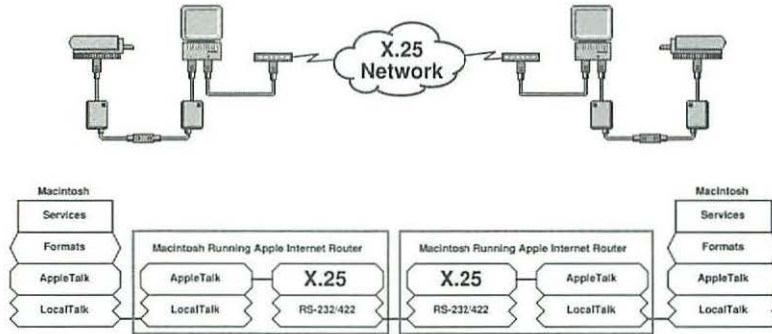 X.25
Network
Macintosh
Macintosh
Services
Services
Formats
Macintosh Running Apple Internet Router
Macintosh Running Apple Internet Router
Formats
AppleTalk
AppleTalk
X.25
X.25
AppleTalk
AppleTalk
LocalTalk
LocalTalk
RS-232/422
RS-232/422
LocalTalk
LocalTalk